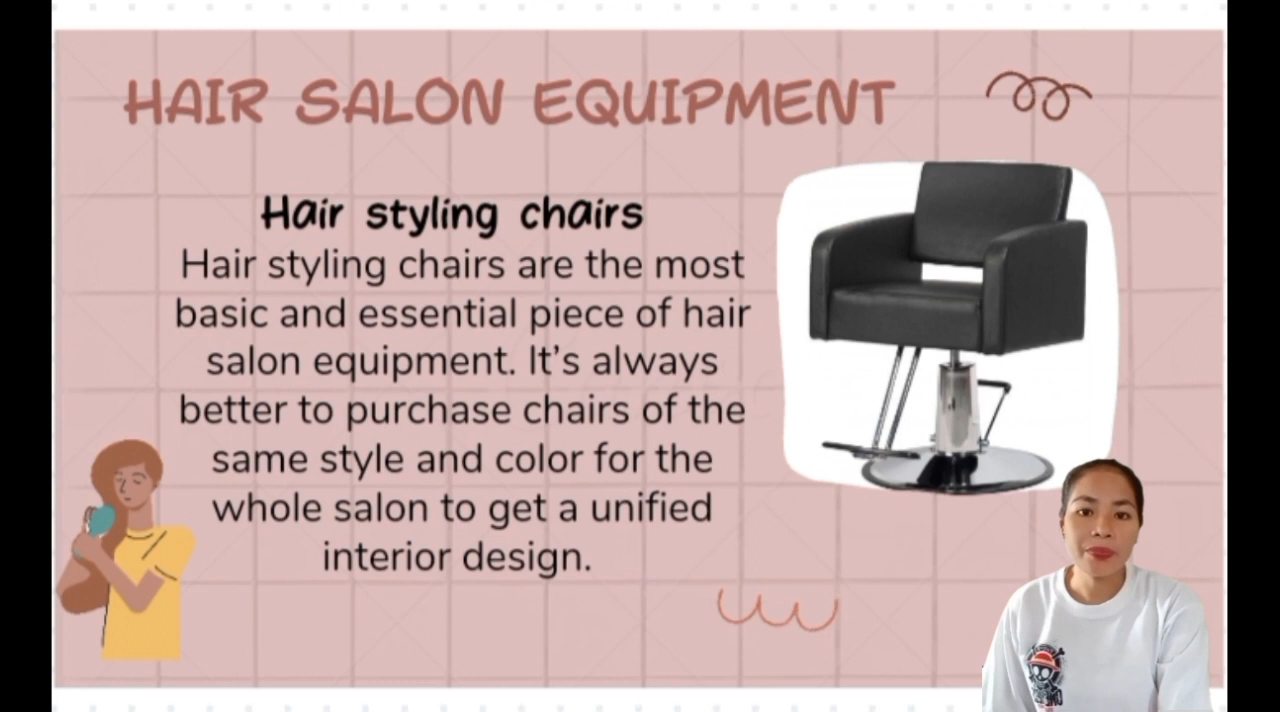 HAIR SALON EQUIPMENT
Hair styling chairs
Hair styling chairs are the most
basic and essential piece of hair
salon equipment. It’s always
better to purchase chairs of the
same style and color for the
whole salon to get a unified
interior design.